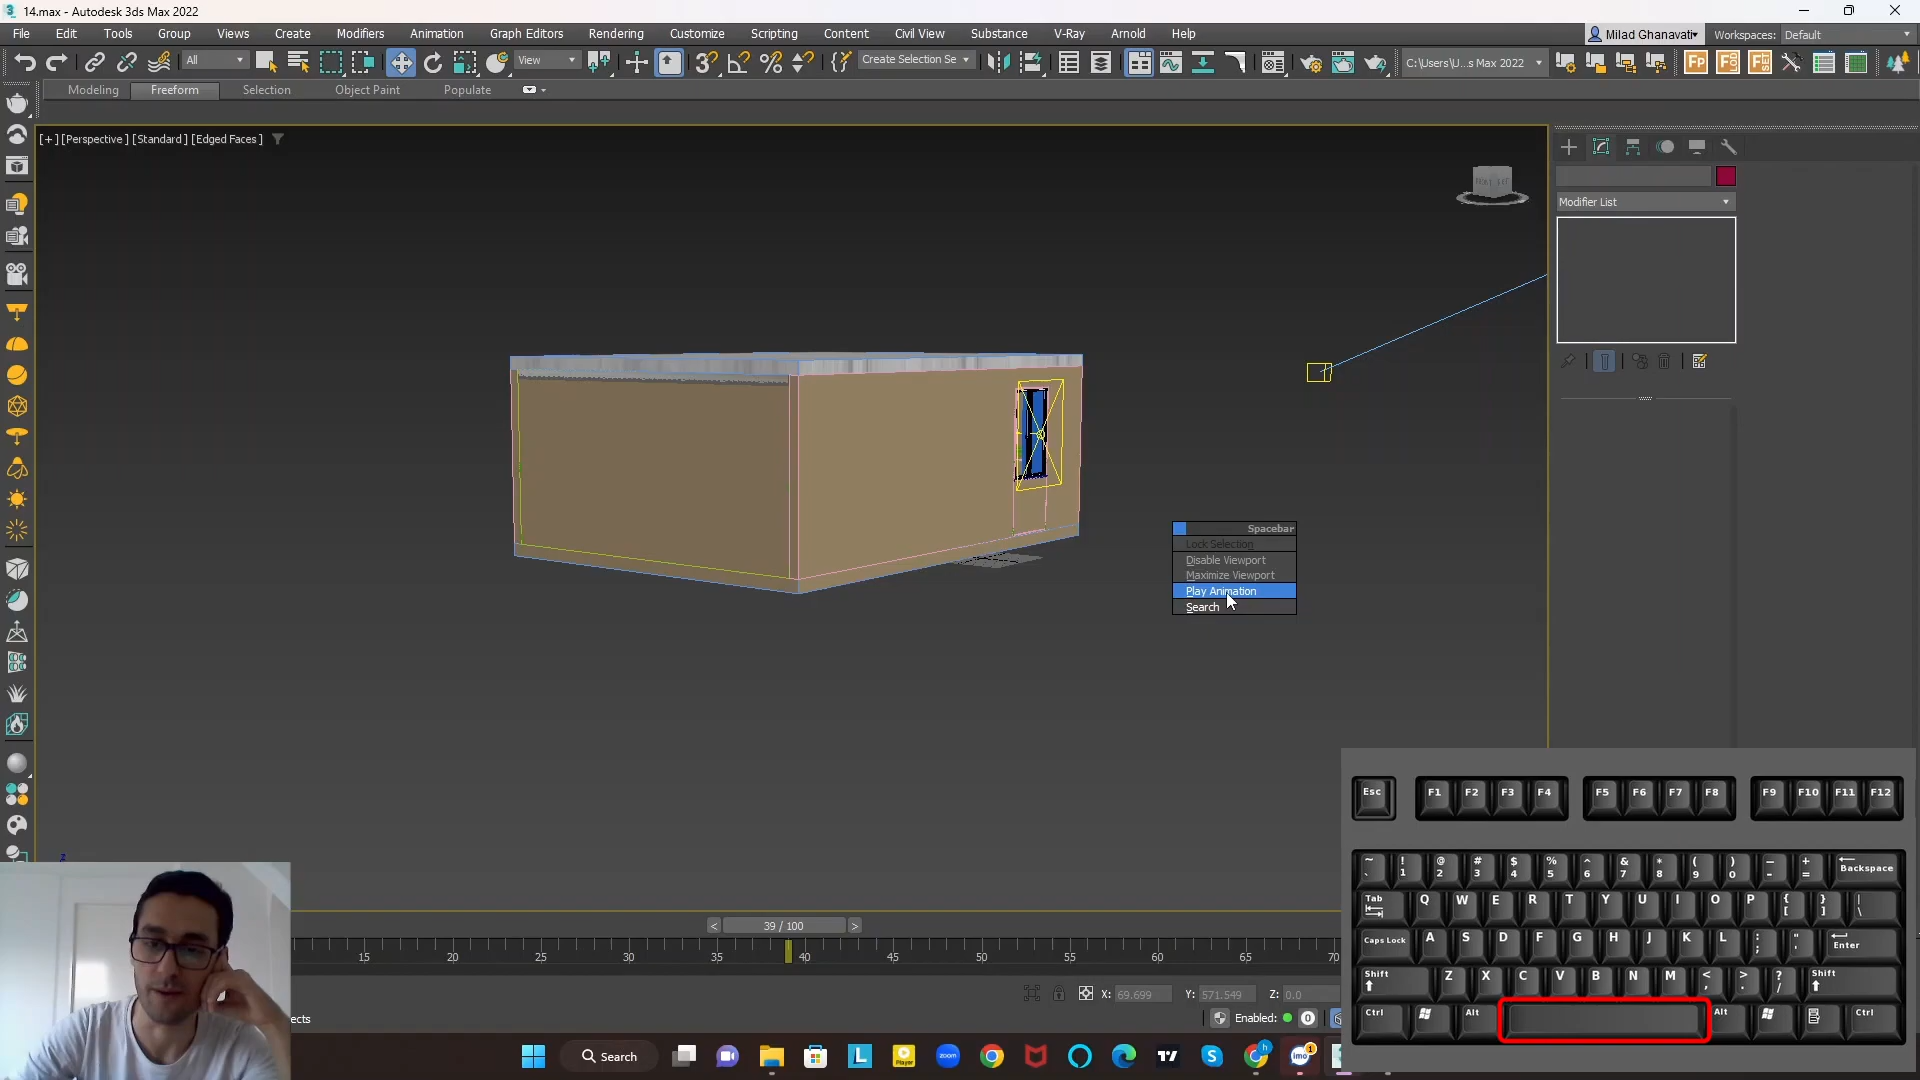 14.max - Autodesk 3ds Max 2022
File Edit Tools Group Views Create Modifiers Animation Graph Editors Rendering Customize Scripting Content Civil View Substance V-Ray Arnold Help
Milad Ghanavati Workspaces: Default
All View Create Selection Se C:\Users\U...s Max 2022
Modeling Freeform Selection Object Paint Populate
[+] [Perspective] [Standard] [Edged Faces]
Modifier List
Spacebar
Lock Selection
Disable Viewport
Maximize Viewport
Play Animation
Search
< 39 / 100 >
15 20 25 30 35 40 45 50 55 60 65 70
X: 69.699 Y: 571.549 Z: 0.0
ects
Enabled: 0
Search
Esc F1 F2 F3 F4 F5 F6 F7 F8 F9 F10 F11 F12
~ ` ! 1 @ 2 # 3 $ 4 % 5 ^ 6 & 7 * 8 ( 9 ) 0 _ - + = Backspace
Tab Q W E R T Y U I O P { [ } ] | \
Caps Lock A S D F G H J K L : ; " ' Enter
Shift Z X C V B N M < , > . ? / Shift
Ctrl Alt Alt Ctrl